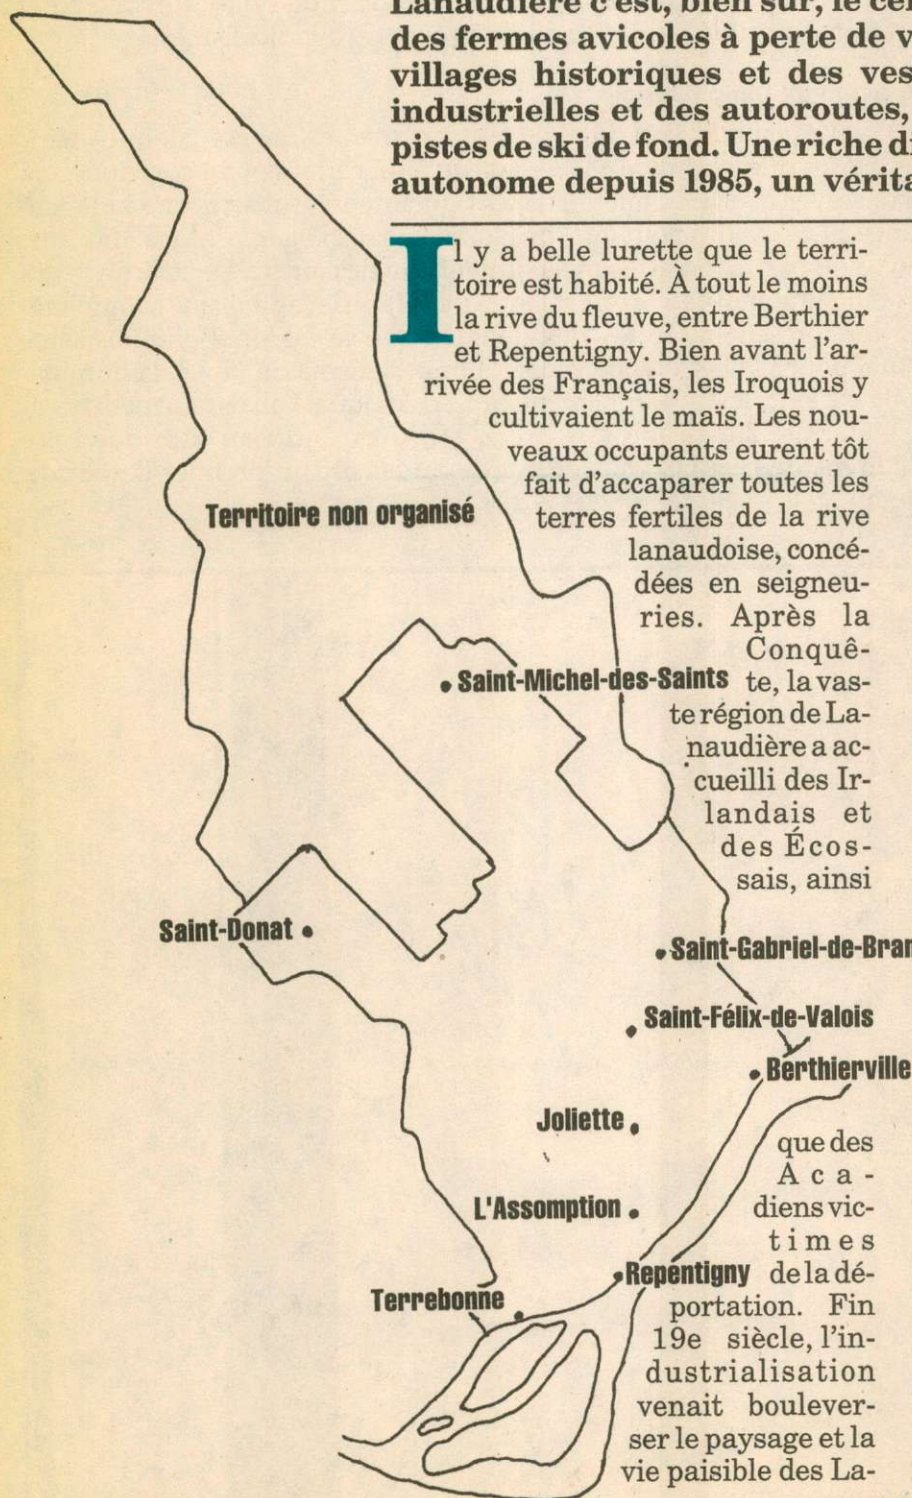 Lanaudière c'est, bien sûr, le
des fermes avicoles à perte de
villages historiques et des
industrielles et des autoroutes,
pistes de ski de fond. Une riche
autonome depuis 1985, un
Il y a belle lurette que le terri-
toire est habité. À tout le moins
la rive du fleuve, entre Berthier
et Repentigny. Bien avant l'ar-
rivée des Français, les Iroquois y
cultivaient le maïs. Les nou-
veaux occupants eurent tôt
fait d'accaparer toutes les
terres fertiles de la rive
lanaudoise, concé-
dées en seigneu-
ries. Après la
Conquê-
te, la vas-
te région de La-
naudière a ac-
cueilli des Ir-
landais et
des Écos-
sais, ainsi
que des
Aca-
diens vic-
times
de la dé-
portation. Fin
19e siècle, l'in-
dustrialisation
venait boulever-
ser le paysage et la
vie paisible des La-
Territoire non organisé
Saint-Michel-des-Saints
Saint-Donat
Saint-Gabriel-de-Bran
Saint-Félix-de-Valois
Berthierville
Joliette
L'Assomption
Repentigny
Terrebonne